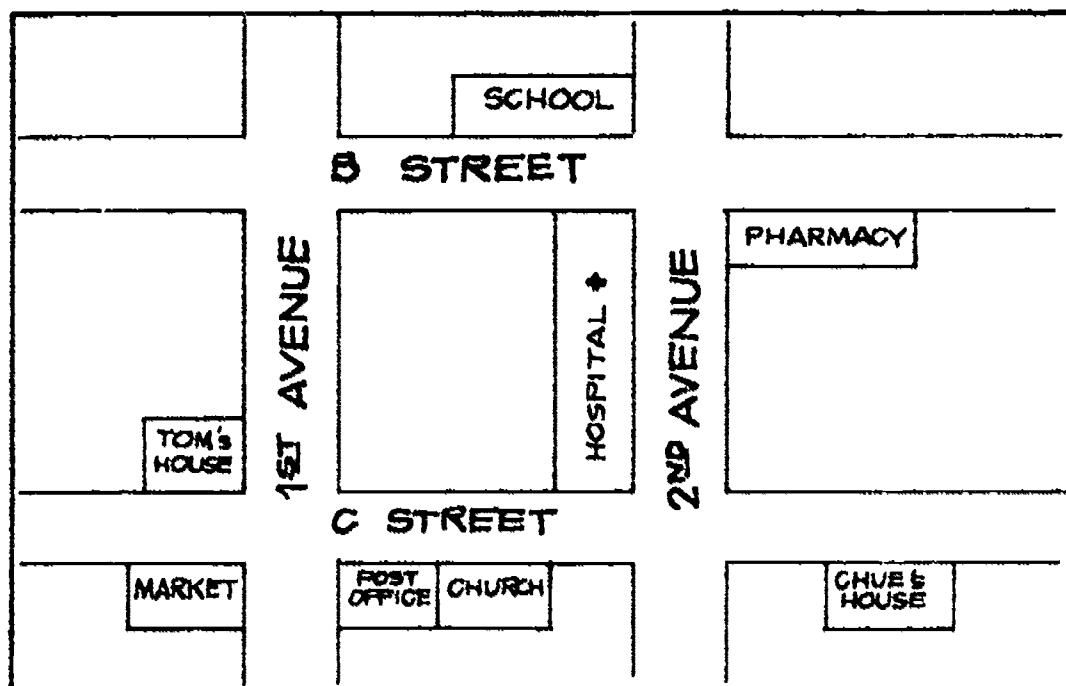 SCHOOL
B STREET
PHARMACY
1ST AVENUE
HOSPITAL
2ND AVENUE
TOM'S
HOUSE
C STREET
MARKET
POST
OFFICE
CHURCH
CHUE'S
HOUSE